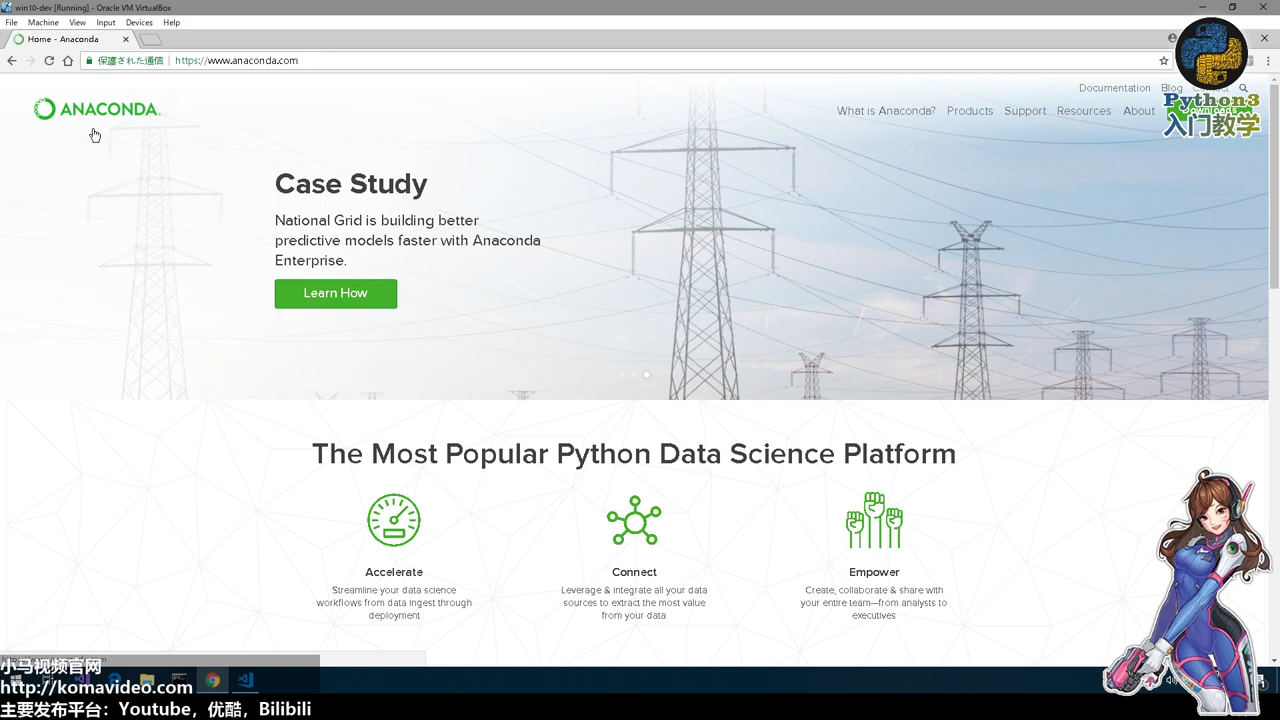 win10-dev [Running] - Oracle VM VirtualBox
File Machine View Input Devices Help
Home - Anaconda
保護された通信 | https://www.anaconda.com
Documentation Blog Contact
ANACONDA.
What is Anaconda? Products Support Resources About Downloads
Python3
入门教学
Case Study
National Grid is building better
predictive models faster with Anaconda
Enterprise.
Learn How
The Most Popular Python Data Science Platform
Accelerate
Streamline your data science
workflows from data ingest through
deployment
Connect
Leverage & integrate all your data
sources to extract the most value
from your data
Empower
Create, collaborate & share with
your entire team—from analysts to
executives
小马视频官网
http://komavideo.com
主要发布平台：Youtube，优酷，Bilibili